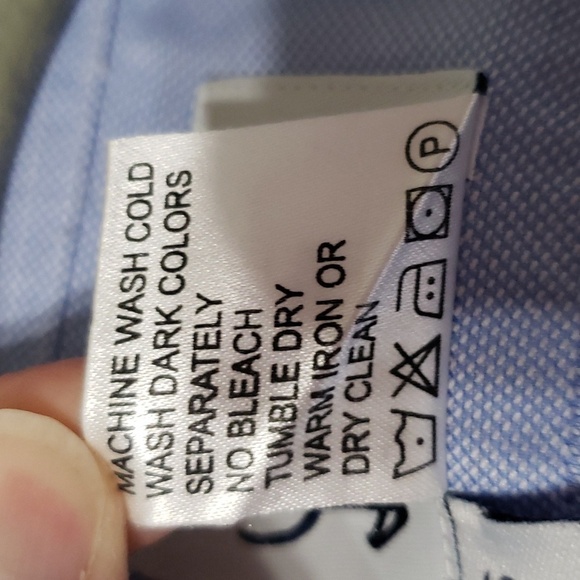 MACHINE WASH COLD
WASH DARK COLORS
SEPARATELY
NO BLEACH
TUMBLE DRY
WARM IRON OR
DRY CLEAN
P